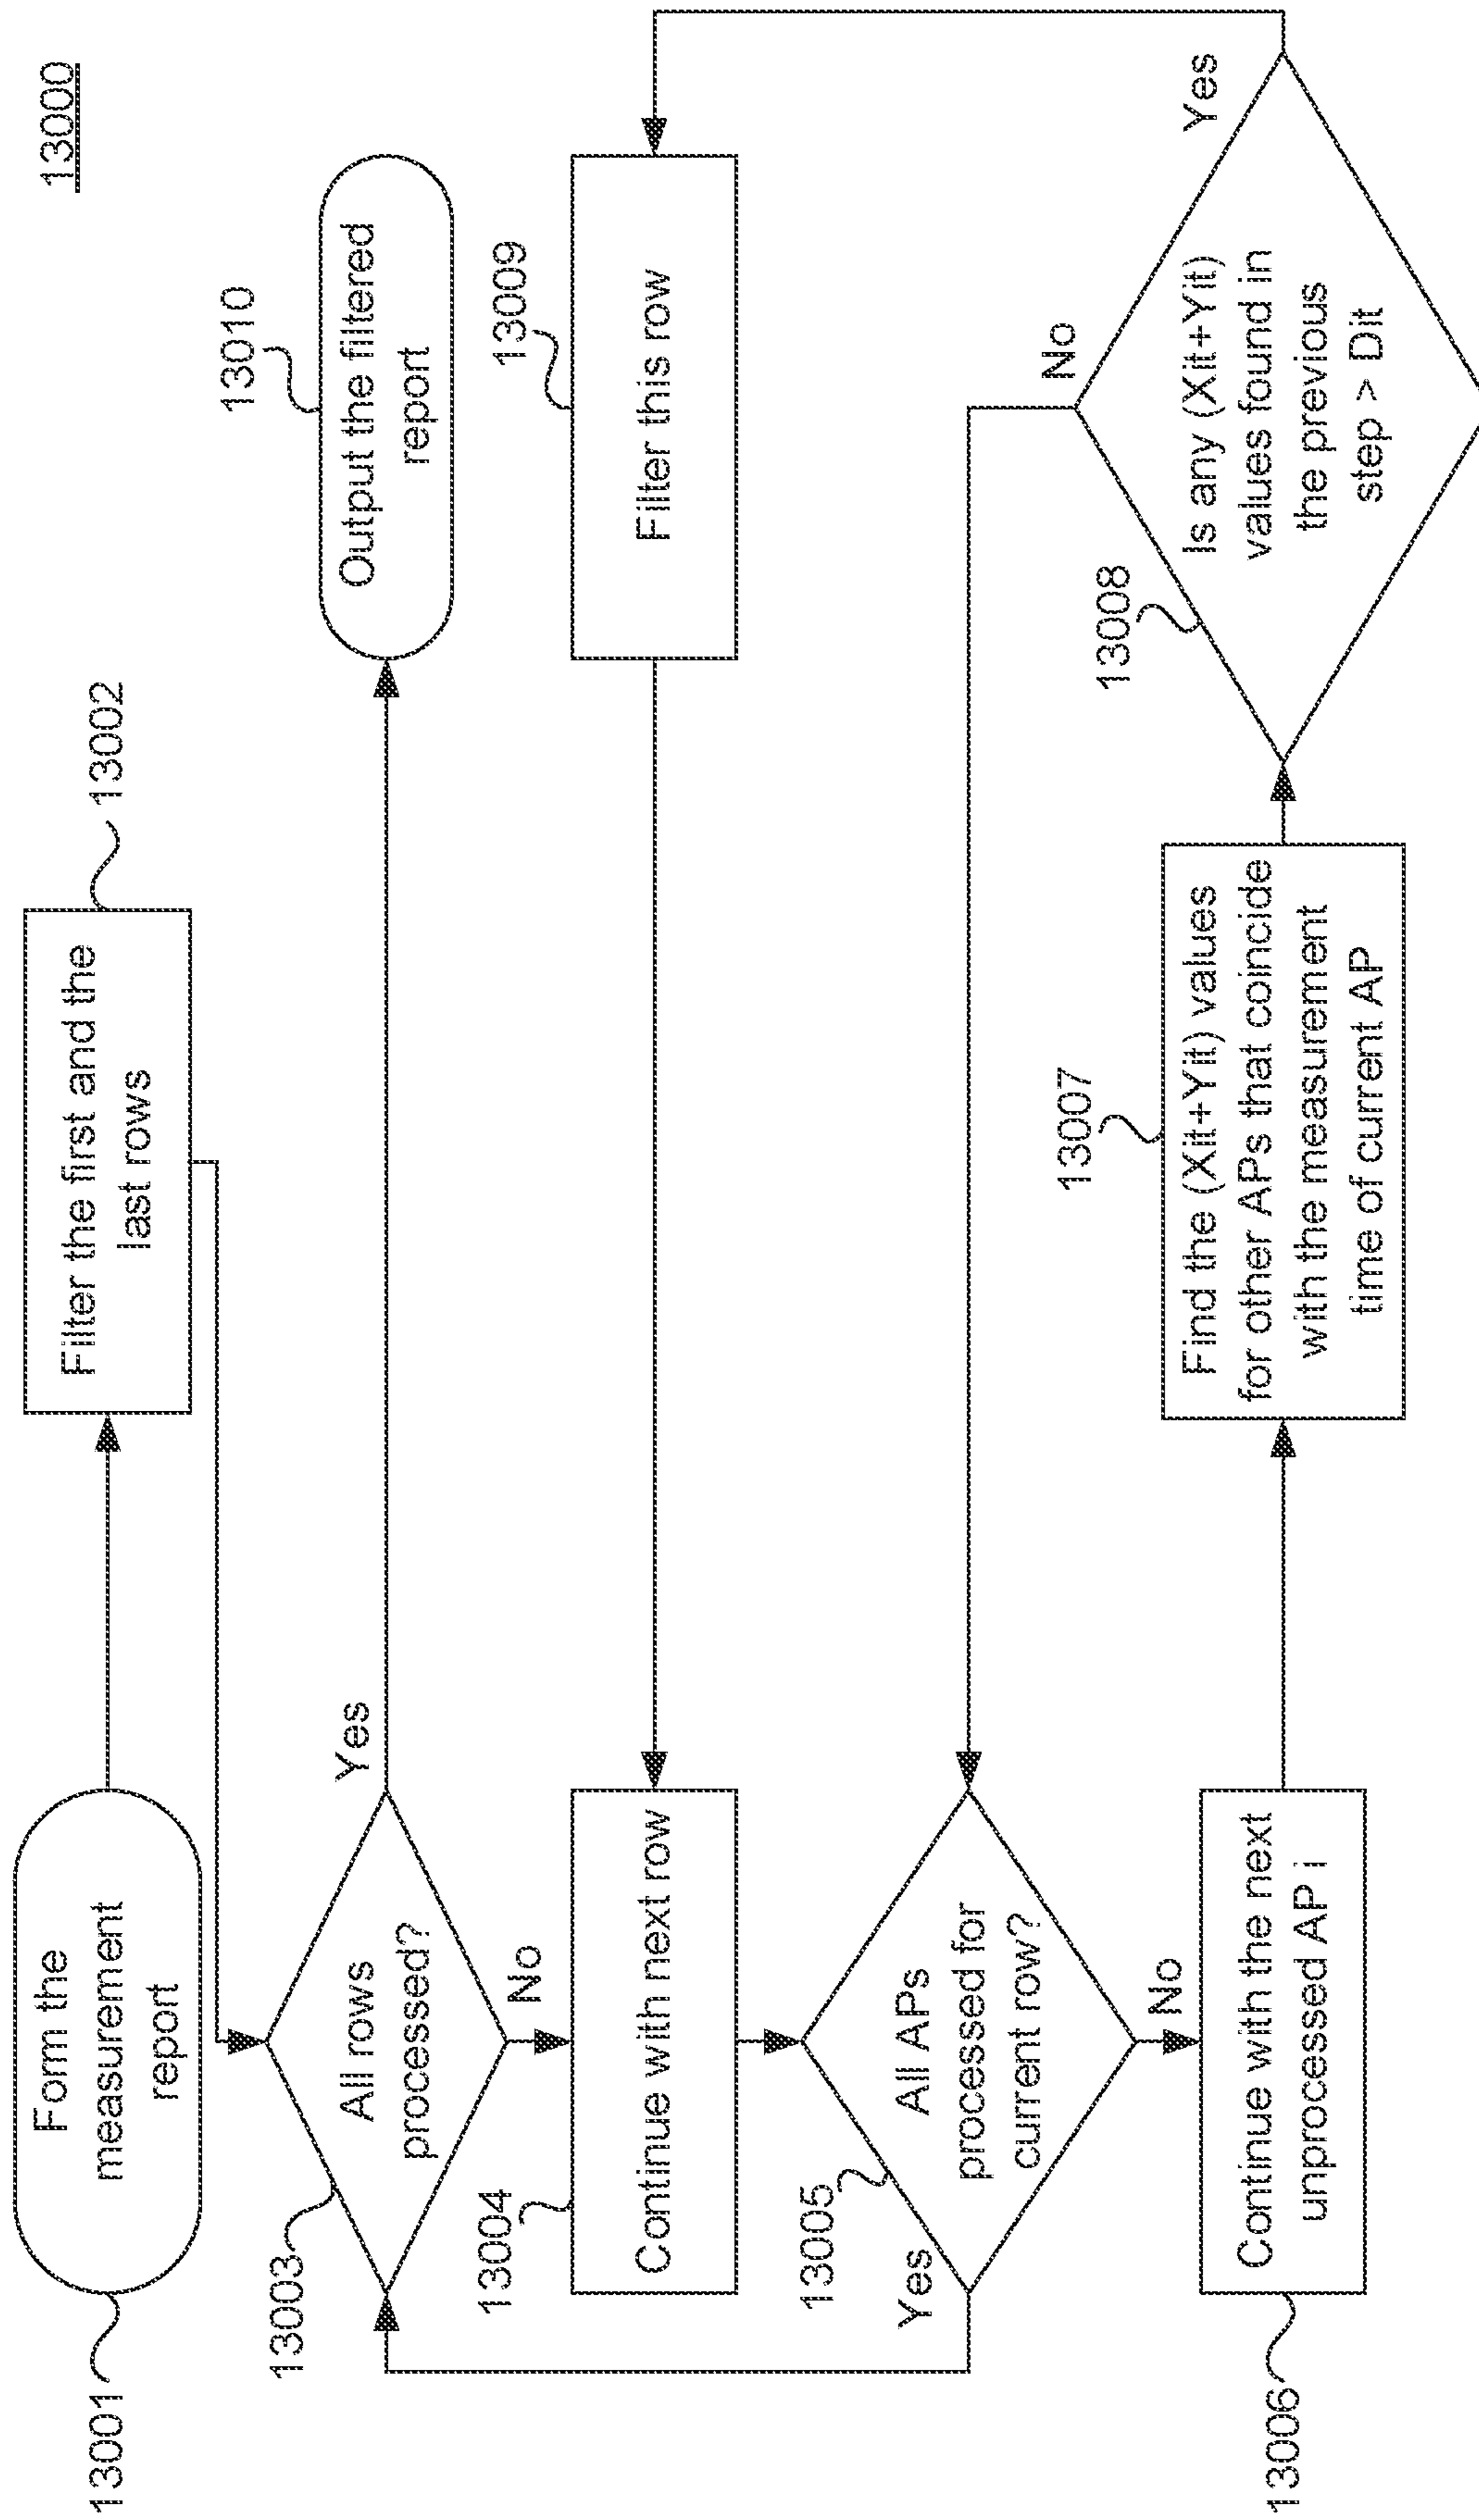 13000
13001
Form the
measurement
report
Filter the first and the
last rows
13002
13003
All rows
processed?
Yes
No
Output the filtered
report
13010
13004
Continue with next row
Filter this row
13009
13005
All APs
processed for
current row?
Yes
No
13006
Continue with the next
unprocessed AP i
13007
Find the (Xit+Yit) values
for other APs that coincide
with the measurement
time of current AP
13008
Is any (Xit+Yit)
values found in
the previous
step > Dit
No
Yes